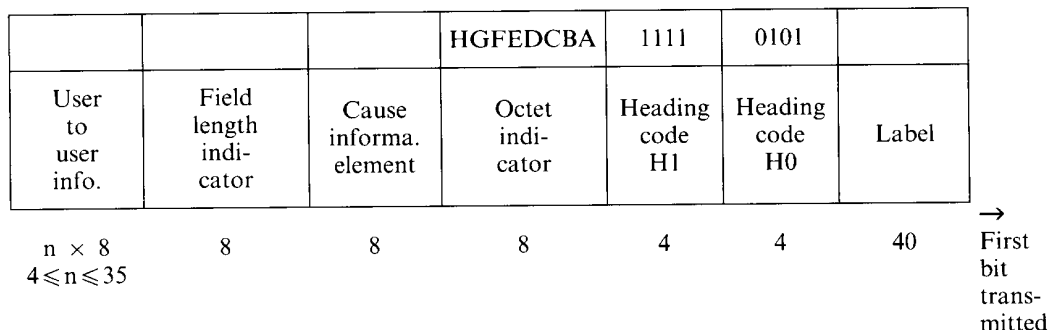 HGFEDCBA 1111 0101
User to user info.
Field length indi- cator
Cause informa. element
Octet indi- cator
Heading code H1
Heading code H0
Label
n × 8 8 8 8 4 4 40
4⩽n⩽35
→
First
bit
trans-
mitted